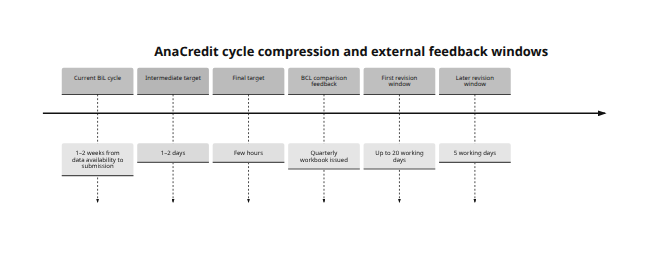 AnaCredit cycle compression and external feedback windows
Current BIL cycle
Intermediate target
Final target
BCL comparison
feedback
First revision
window
Later revision
window
1–2 weeks from
data availability to
submission
1–2 days
Few hours
Quarterly
workbook issued
Up to 20 working
days
5 working days